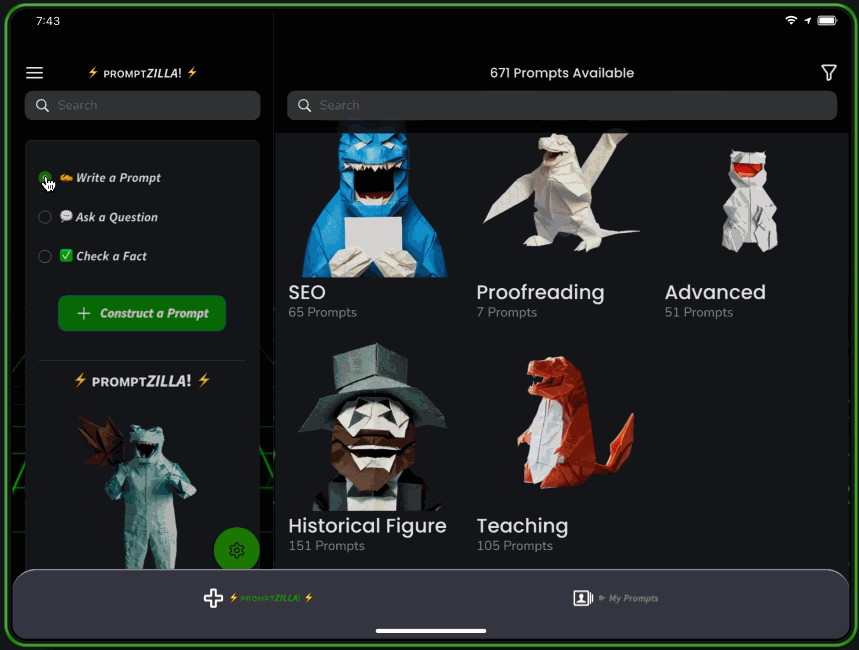 7:43
⚡ PROMPTZILLA! ⚡
671 Prompts Available
Search
Search
✍️ Write a Prompt
💬 Ask a Question
✅ Check a Fact
+ Construct a Prompt
⚡ PROMPTZILLA! ⚡
SEO
65 Prompts
Proofreading
7 Prompts
Advanced
51 Prompts
Historical Figure
151 Prompts
Teaching
105 Prompts
⚡ PROMPTZILLA! ⚡
My Prompts